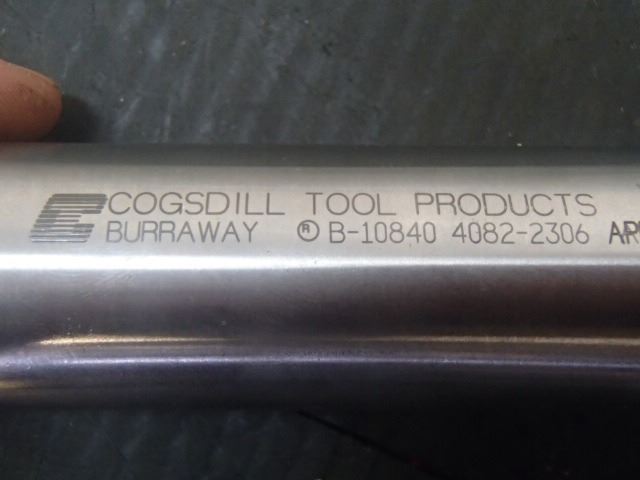 COGSDILL TOOL PRODUCTS
BURRAWAY ® B-10840 4082-2306